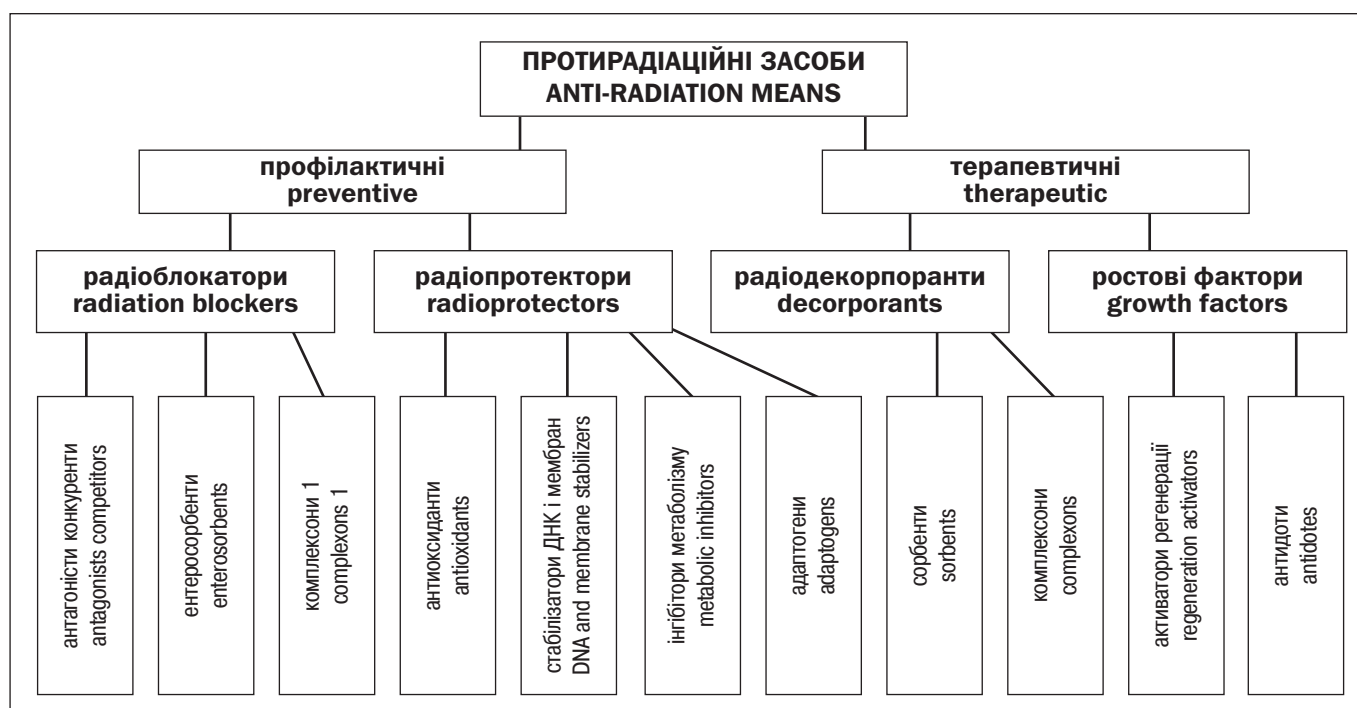 ПРОТИРАДІАЦІЙНІ ЗАСОБИ
ANTI-RADIATION MEANS
профілактичні
preventive
терапевтичні
therapeutic
радіоблокатори
radiation blockers
радіопротектори
radioprotectors
радіодекорпоранти
decorporants
ростові фактори
growth factors
антагоністи конкуренти
antagonists competitors
ентеросорбенти
enterosorbents
комплексони 1
complexons 1
антиоксиданти
antioxidants
стабілізатори ДНК і мембран
DNA and membrane stabilizers
інгібітори метаболізму
metabolic inhibitors
адаптогени
adaptogens
сорбенти
sorbents
комплексони
complexons
активатори регенерації
regeneration activators
антидоти
antidotes